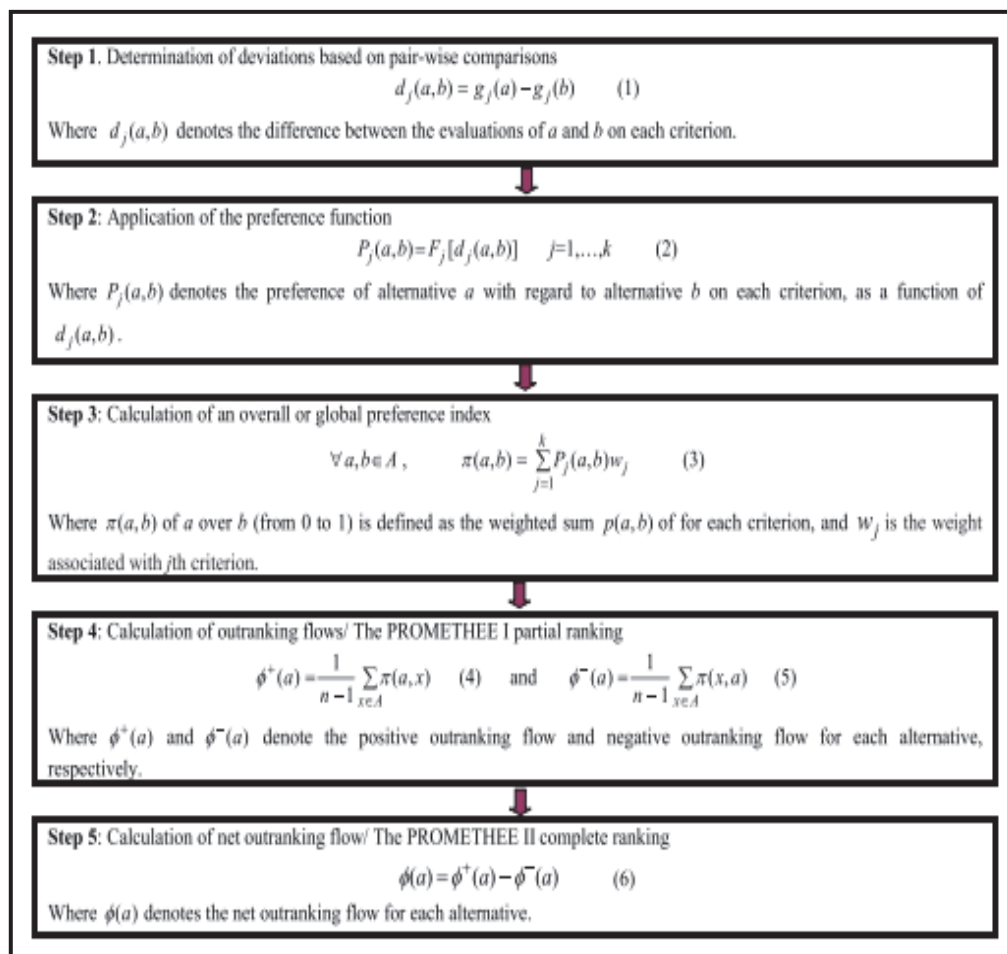 Step 1. Determination of deviations based on pair-wise comparisons
d_j(a,b) = g_j(a) − g_j(b) (1)
Where d_j(a,b) denotes the difference between the evaluations of a and b on each criterion.
Step 2: Application of the preference function
P_j(a,b)=F_j[d_j(a,b)] j=1,...,k (2)
Where P_j(a,b) denotes the preference of alternative a with regard to alternative b on each criterion, as a function of
d_j(a,b).
Step 3: Calculation of an overall or global preference index
∀a,b∈A, π(a,b) = ∑_{j=1}^{k} P_j(a,b)w_j (3)
Where π(a,b) of a over b (from 0 to 1) is defined as the weighted sum p(a,b) of for each criterion, and w_j is the weight
associated with jth criterion.
Step 4: Calculation of outranking flows/ The PROMETHEE I partial ranking
ϕ⁺(a) = 1/(n−1) ∑_{x∈A} π(a,x) (4) and ϕ⁻(a) = 1/(n−1) ∑_{x∈A} π(x,a) (5)
Where ϕ⁺(a) and ϕ⁻(a) denote the positive outranking flow and negative outranking flow for each alternative,
respectively.
Step 5: Calculation of net outranking flow/ The PROMETHEE II complete ranking
ϕ(a) = ϕ⁺(a) − ϕ⁻(a) (6)
Where ϕ(a) denotes the net outranking flow for each alternative.